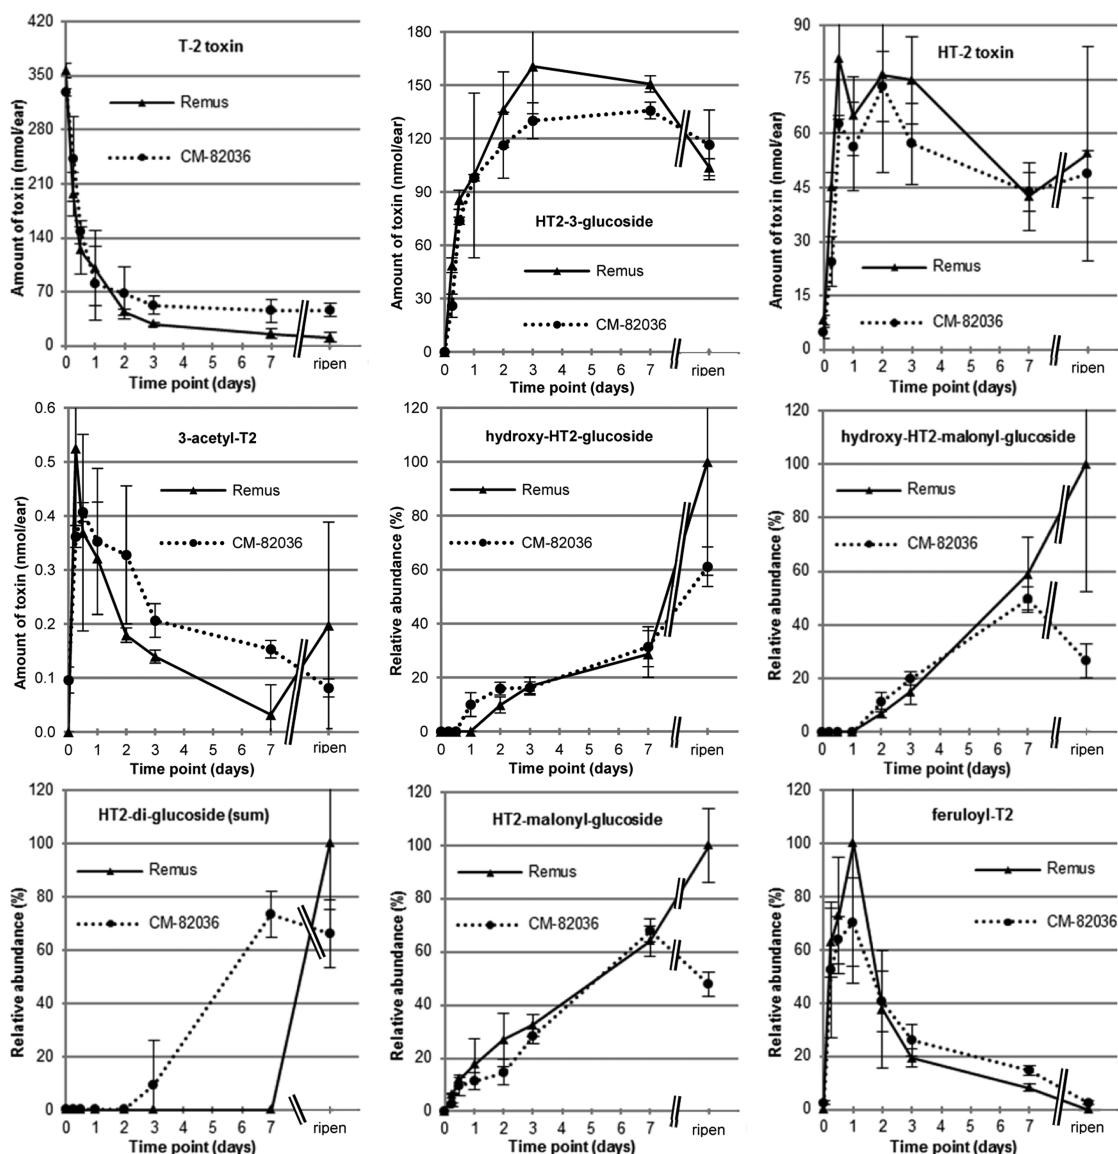 T-2 toxin
Amount of toxin (nmol/ear)
420
350
280
210
140
70
0
Remus
CM-82036
0 1 2 3 4 5 6 7 ripen
Time point (days)
HT2-3-glucoside
Amount of toxin (nmol/ear)
180
150
120
90
60
30
0
Remus
CM-82036
0 1 2 3 4 5 6 7 ripen
Time point (days)
HT-2 toxin
Amount of toxin (nmol/ear)
90
75
60
45
30
15
0
Remus
CM-82036
0 1 2 3 4 5 6 7 ripen
Time point (days)
3-acetyl-T2
Amount of toxin (nmol/ear)
0.6
0.5
0.4
0.3
0.2
0.1
0.0
Remus
CM-82036
0 1 2 3 4 5 6 7 ripen
Time point (days)
hydroxy-HT2-glucoside
Relative abundance (%)
120
100
80
60
40
20
0
Remus
CM-82036
0 1 2 3 4 5 6 7 ripen
Time point (days)
hydroxy-HT2-malonyl-glucoside
Relative abundance (%)
120
100
80
60
40
20
0
Remus
CM-82036
0 1 2 3 4 5 6 7 ripen
Time point (days)
HT2-di-glucoside (sum)
Relative abundance (%)
120
100
80
60
40
20
0
Remus
CM-82036
0 1 2 3 4 5 6 7 ripen
Time point (days)
HT2-malonyl-glucoside
Relative abundance (%)
120
100
80
60
40
20
0
Remus
CM-82036
0 1 2 3 4 5 6 7 ripen
Time point (days)
feruloyl-T2
Relative abundance (%)
120
100
80
60
40
20
0
Remus
CM-82036
0 1 2 3 4 5 6 7 ripen
Time point (days)